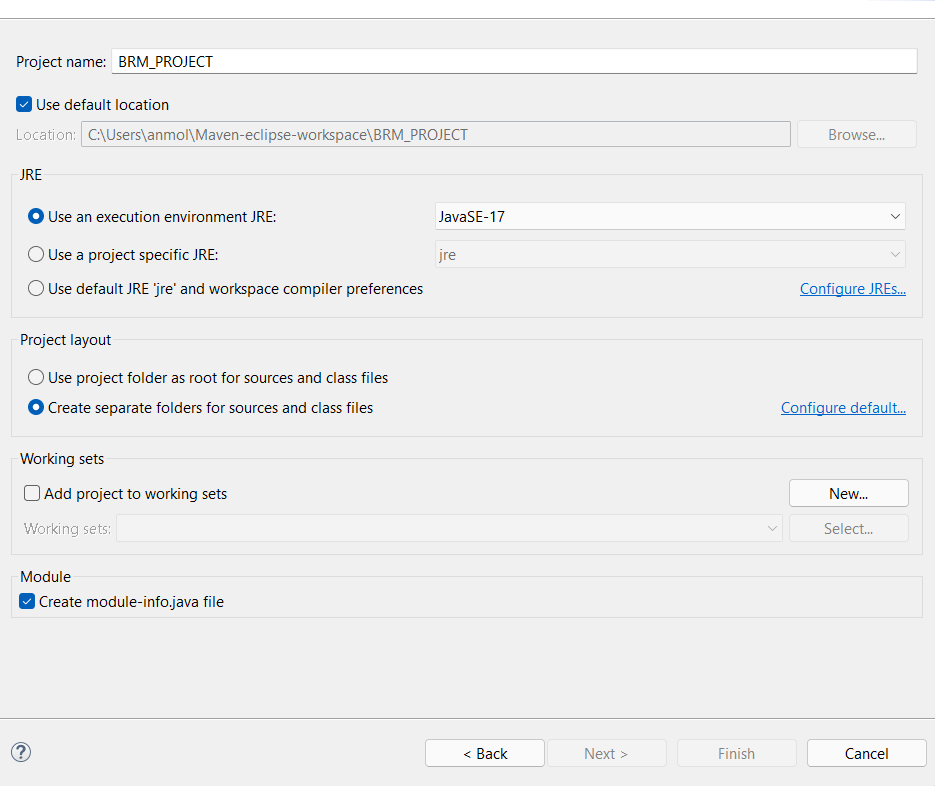 Project name: BRM_PROJECT
Use default location
Location: C:\Users\anmol\Maven-eclipse-workspace\BRM_PROJECT Browse...
JRE
Use an execution environment JRE: JavaSE-17
Use a project specific JRE: jre
Use default JRE 'jre' and workspace compiler preferences Configure JREs...
Project layout
Use project folder as root for sources and class files
Create separate folders for sources and class files Configure default...
Working sets
Add project to working sets New...
Working sets: Select...
Module
Create module-info.java file
? < Back Next > Finish Cancel